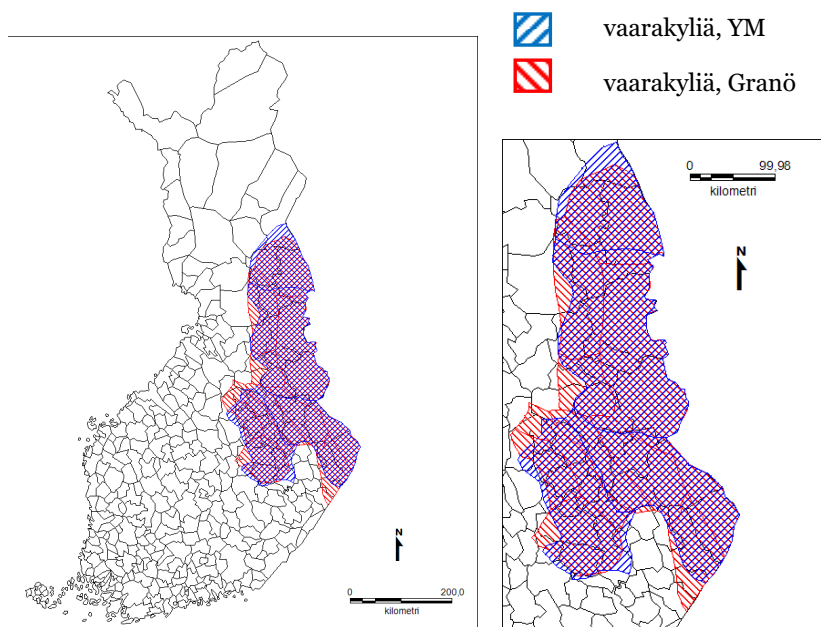 vaarakyliä, YM
vaarakyliä, Granö
0 99,98
kilometri
N
N
0 200,0
kilometri